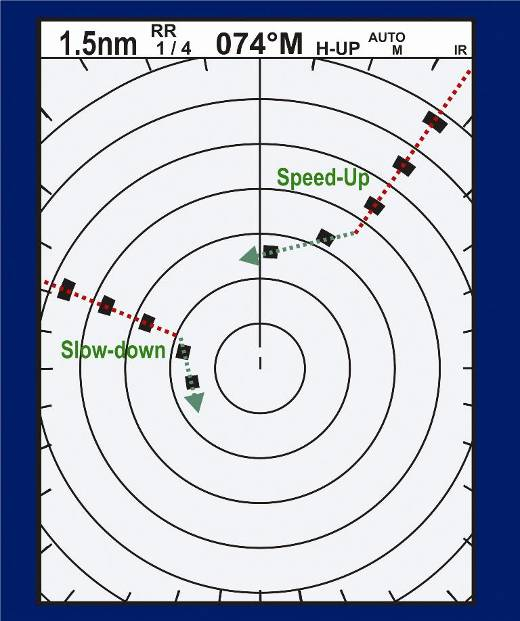 1.5nm RR 1/4 074°M H-UP AUTO M IR
Speed-Up
Slow-down